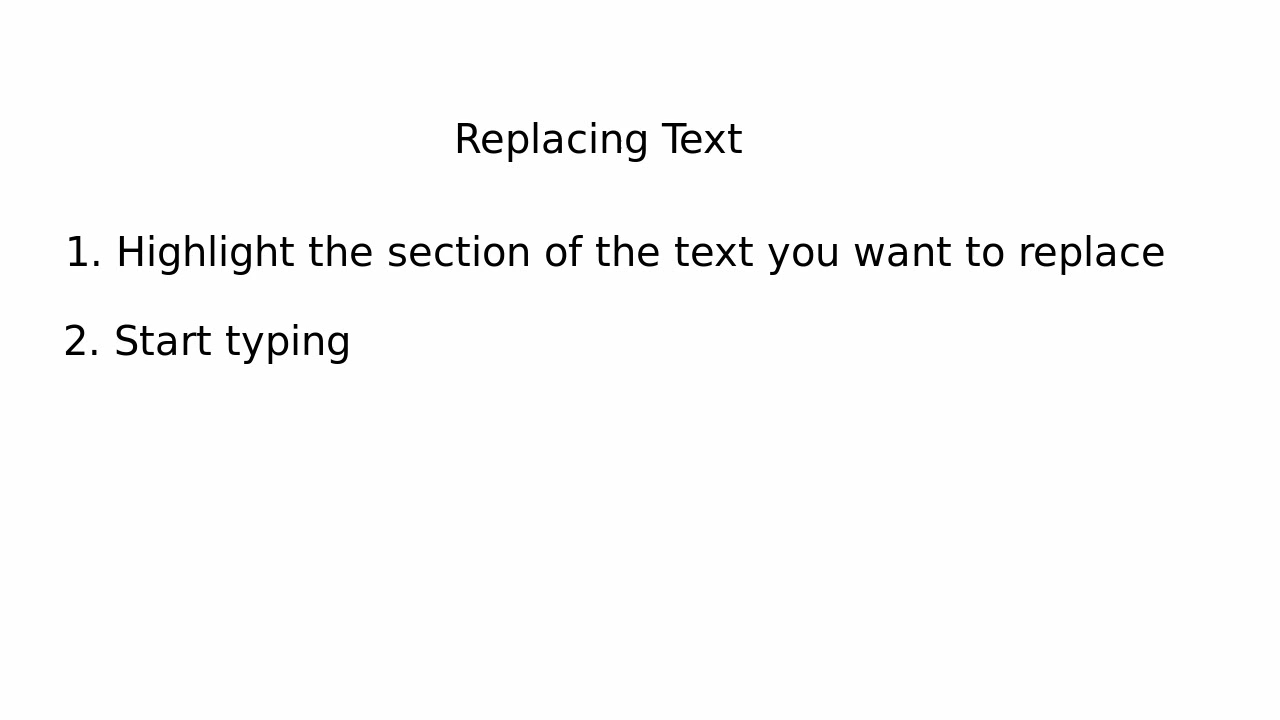 Replacing Text
1. Highlight the section of the text you want to replace
2. Start typing